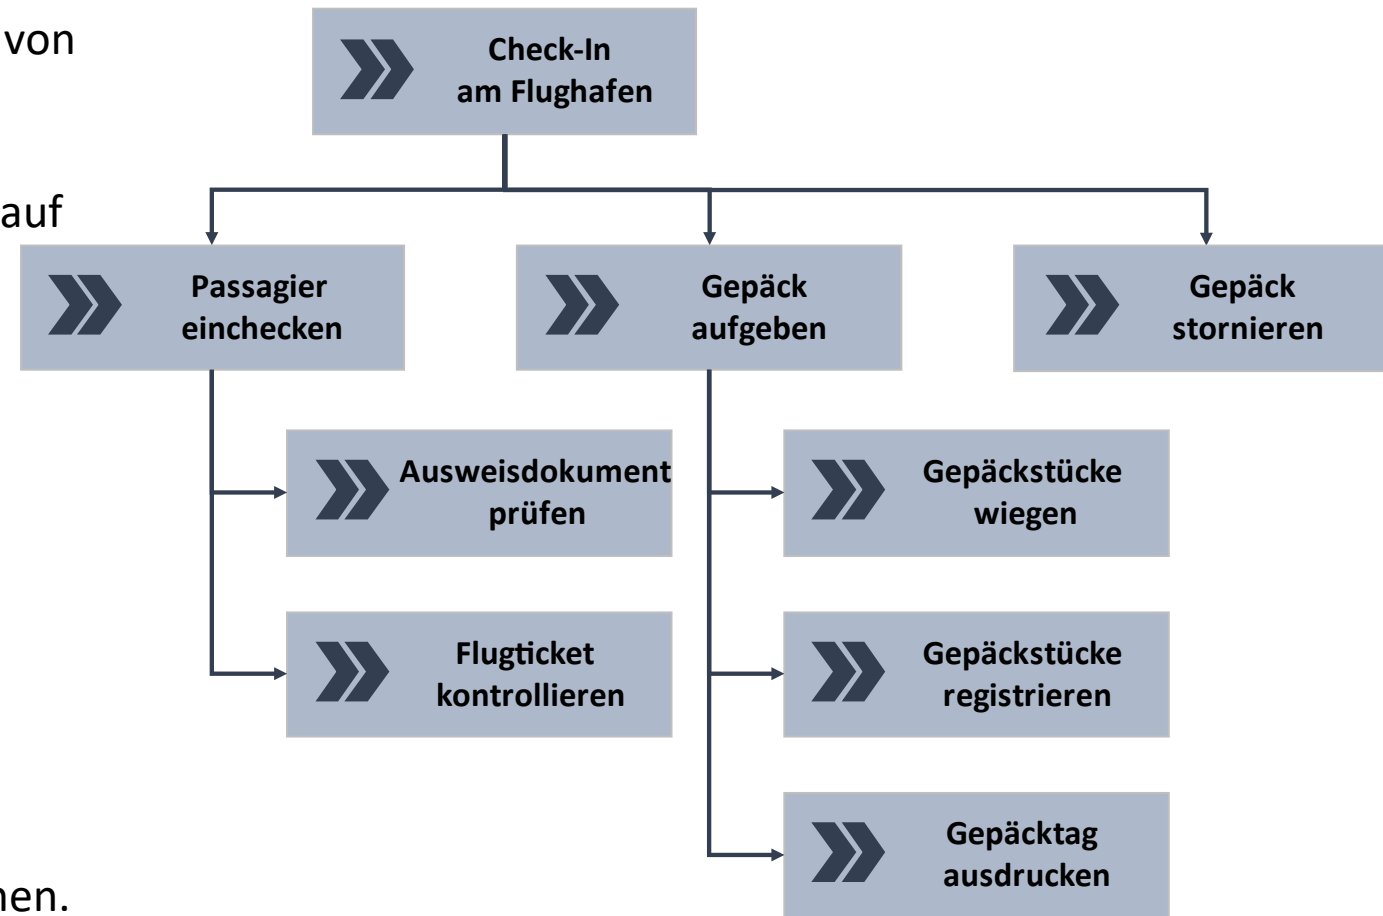 von
Check-In
am Flughafen
auf
Passagier
einchecken
Gepäck
aufgeben
Gepäck
stornieren
Ausweisdokument
prüfen
Gepäckstücke
wiegen
Flugticket
kontrollieren
Gepäckstücke
registrieren
Gepäcktag
ausdrucken